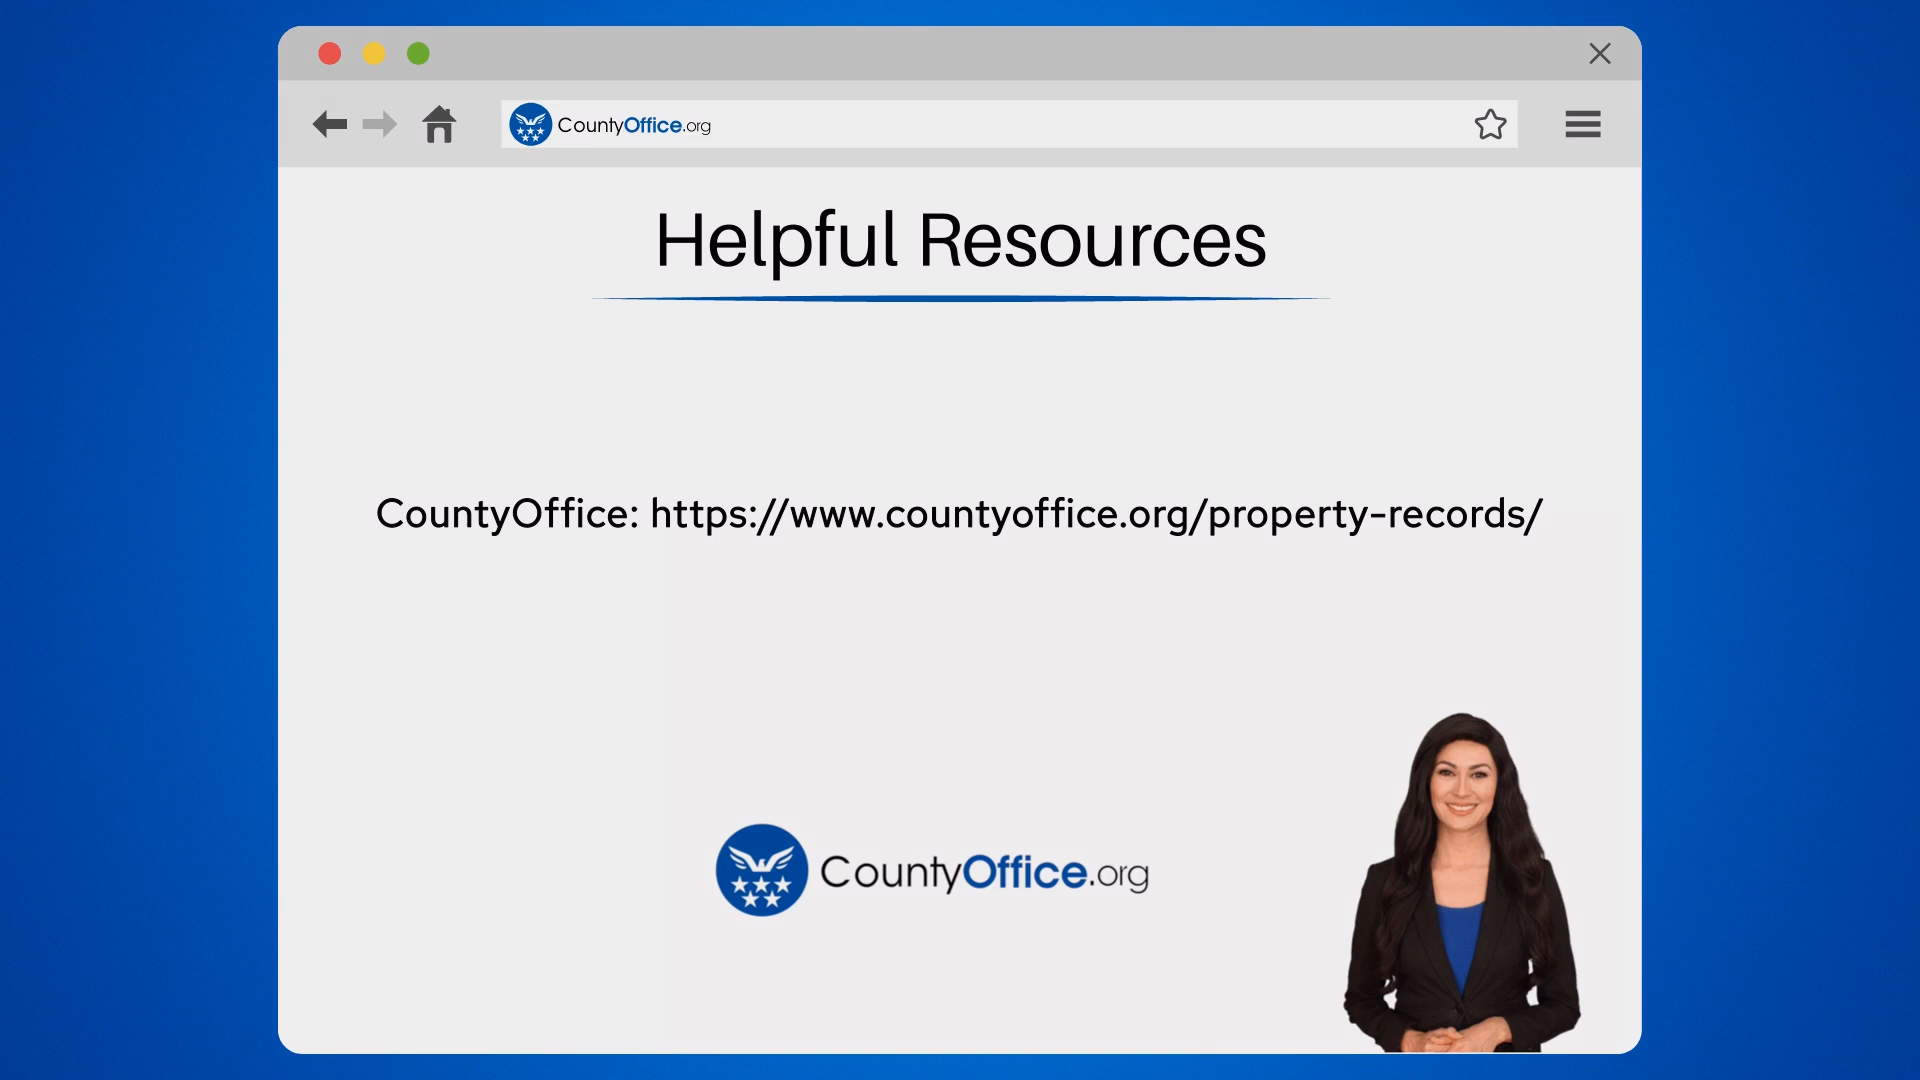 CountyOffice.org
Helpful Resources
CountyOffice: https://www.countyoffice.org/property-records/
CountyOffice.org